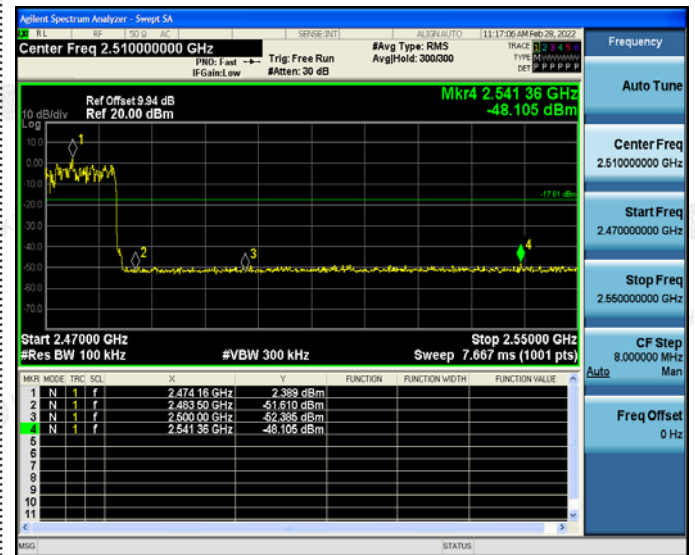 Agilent Spectrum Analyzer - Swept SA
RL RF 50 Ω AC SENSE:INT ALIGN AUTO 11:17:06 AM Feb 28, 2022
Center Freq 2.510000000 GHz #Avg Type: RMS TRACE 1 2 3 4 5 6
PNO: Fast Trig: Free Run Avg|Hold: 300/300 TYPE MWWWWW
IFGain:Low #Atten: 30 dB DET P P P P P P
Frequency
Auto Tune
Center Freq
2.510000000 GHz
Start Freq
2.470000000 GHz
Stop Freq
2.550000000 GHz
CF Step
8.000000 MHz
Auto Man
Freq Offset
0 Hz
Mkr4 2.541 36 GHz
-48.105 dBm
Ref Offset 9.94 dB
10 dB/div Ref 20.00 dBm
Log
10.0
0.00
-10.0
-20.0
-30.0
-40.0
-50.0
-60.0
-70.0
1
2
3
4
-17.61 dBm
Start 2.47000 GHz Stop 2.55000 GHz
#Res BW 100 kHz #VBW 300 kHz Sweep 7.667 ms (1001 pts)
MKR MODE TRC SCL X Y FUNCTION FUNCTION WIDTH FUNCTION VALUE
1 N 1 f 2.474 16 GHz 2.389 dBm
2 N 1 f 2.483 50 GHz -51.610 dBm
3 N 1 f 2.500 00 GHz -52.385 dBm
4 N 1 f 2.541 36 GHz -48.105 dBm
5
6
7
8
9
10
11
MSG STATUS